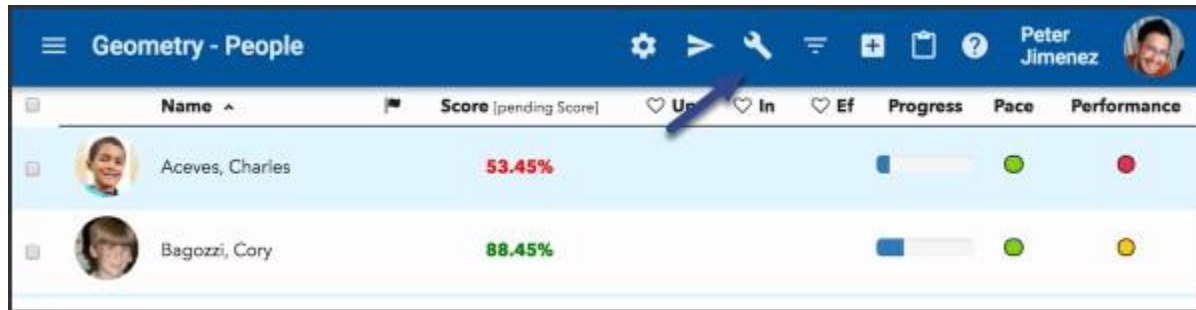 Geometry - People
Peter
Jimenez
Name Score [pending Score] In Ef Progress Pace Performance
Aceves, Charles 53.45%
Bagozzi, Cory 88.45%